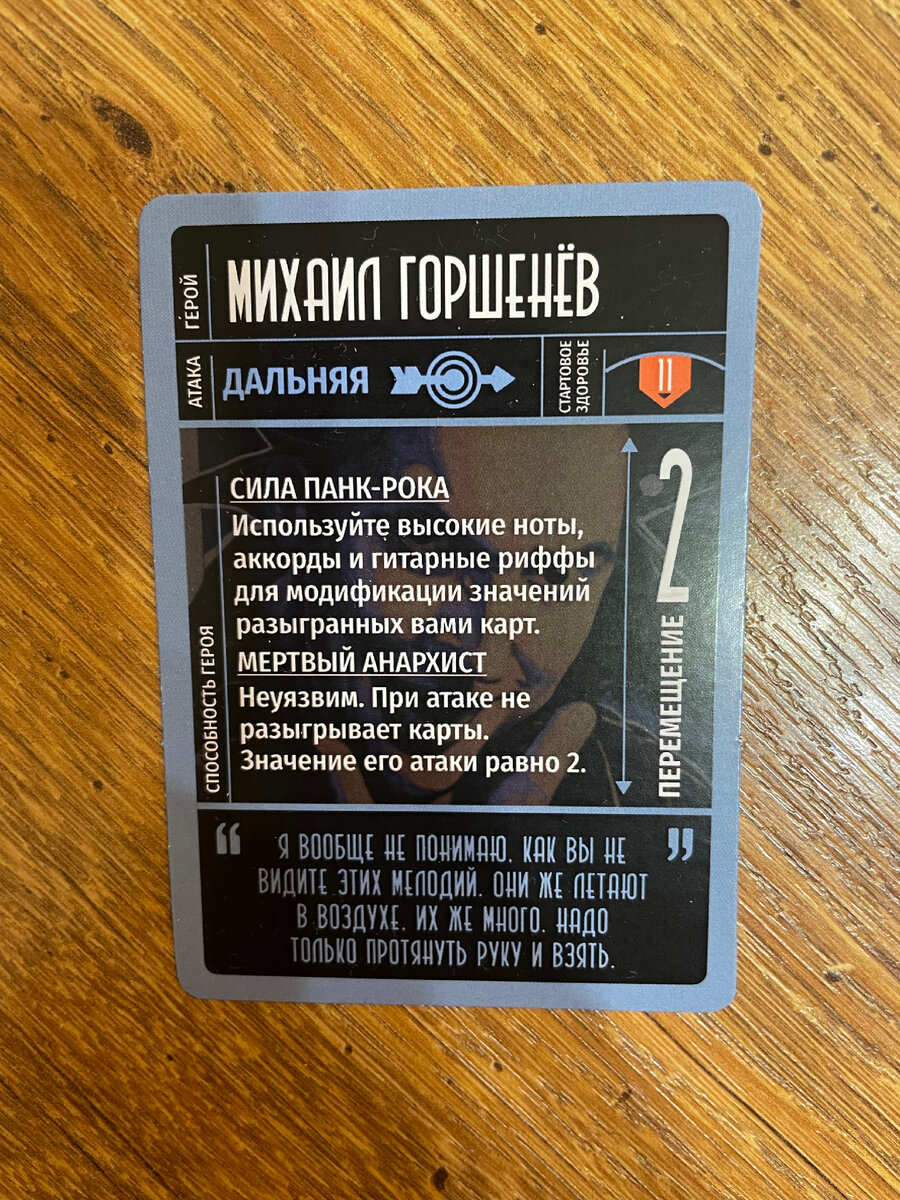 ГЕРОЙ
МИХАИЛ ГОРШЕНЁВ
АТАКА
ДАЛЬНЯЯ
СТАРТОВОЕ
ЗДОРОВЬЕ
11
СПОСОБНОСТЬ ГЕРОЯ
СИЛА ПАНК-РОКА
Используйте высокие ноты,
аккорды и гитарные риффы
для модификации значений
разыгранных вами карт.
МЕРТВЫЙ АНАРХИСТ
Неуязвим. При атаке не
разыгрывает карты.
Значение его атаки равно 2.
ПЕРЕМЕЩЕНИЕ 2
“ Я ВООБЩЕ НЕ ПОНИМАЮ, КАК ВЫ НЕ ”
ВИДИТЕ ЭТИХ МЕЛОДИЙ. ОНИ ЖЕ ЛЕТАЮТ
В ВОЗДУХЕ. ИХ ЖЕ МНОГО. НАДО
ТОЛЬКО ПРОТЯНУТЬ РУКУ И ВЗЯТЬ.